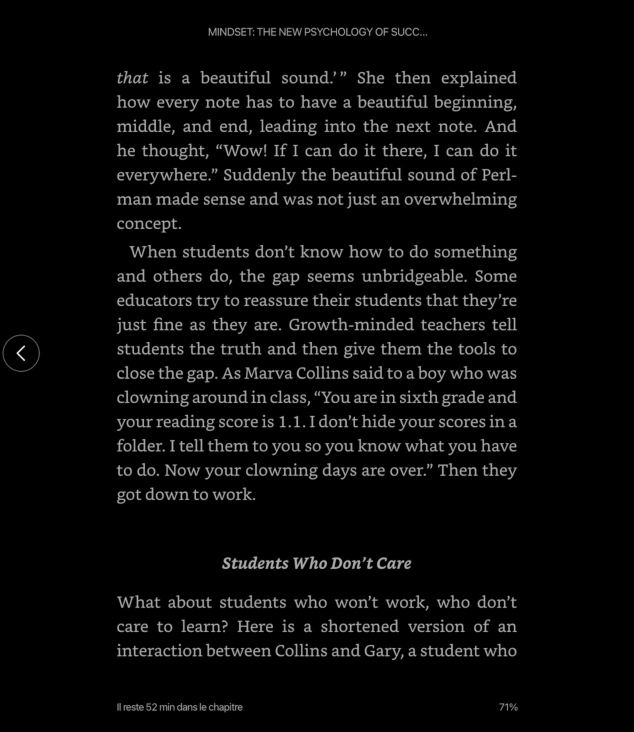 MINDSET: THE NEW PSYCHOLOGY OF SUCC...
that is a beautiful sound.’ ” She then explained
how every note has to have a beautiful beginning,
middle, and end, leading into the next note. And
he thought, “Wow! If I can do it there, I can do it
everywhere.” Suddenly the beautiful sound of Perl-
man made sense and was not just an overwhelming
concept.
When students don’t know how to do something
and others do, the gap seems unbridgeable. Some
educators try to reassure their students that they’re
just fine as they are. Growth-minded teachers tell
students the truth and then give them the tools to
close the gap. As Marva Collins said to a boy who was
clowning around in class, “You are in sixth grade and
your reading score is 1.1. I don’t hide your scores in a
folder. I tell them to you so you know what you have
to do. Now your clowning days are over.” Then they
got down to work.
Students Who Don’t Care
What about students who won’t work, who don’t
care to learn? Here is a shortened version of an
interaction between Collins and Gary, a student who
Il reste 52 min dans le chapitre
71%